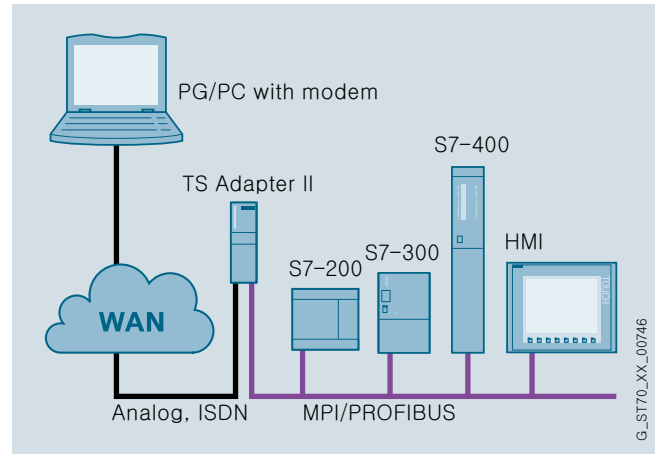 PG/PC with modem
S7-400
TS Adapter II
S7-300
HMI
S7-200
TOUCH
WAN
Analog, ISDN
MPI/PROFIBUS
G_ST70_XX_00746